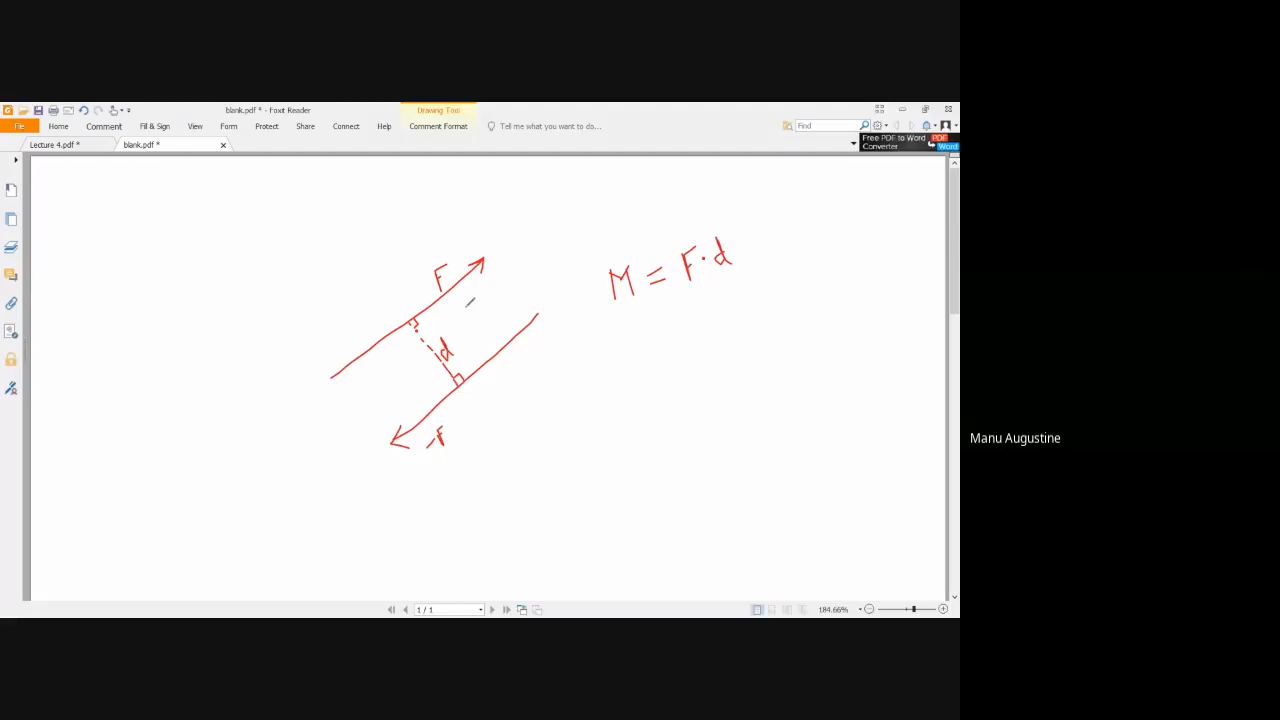 blank.pdf * - Foxit Reader
Drawing Tool
File Home Comment Fill & Sign View Form Protect Share Connect Help Comment Format Tell me what you want to do... Find
Lecture 4.pdf * blank.pdf *
Free PDF to Word Converter
PDF
Word
F
M = F · d
d
-F
Manu Augustine
1 / 1
184.66%